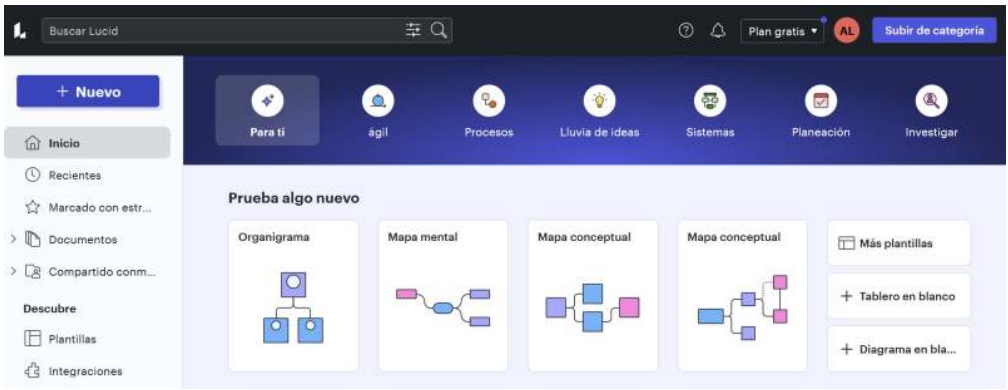 Buscar Lucid
Plan gratis
AL
Subir de categoría
+ Nuevo
Inicio
Recientes
Marcado con estr...
Documentos
Compartido conm...
Descubre
Plantillas
Integraciones
Para ti
ágil
Procesos
Lluvia de ideas
Sistemas
Planeación
Investigar
Prueba algo nuevo
Organigrama
Mapa mental
Mapa conceptual
Mapa conceptual
Más plantillas
+ Tablero en blanco
+ Diagrama en bla...